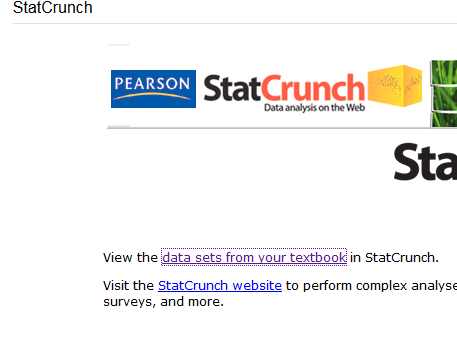 StatCrunch
PEARSON
StatCrunch
Data analysis on the Web
Sta
View the data sets from your textbook in StatCrunch.
Visit the StatCrunch website to perform complex analyse
surveys, and more.